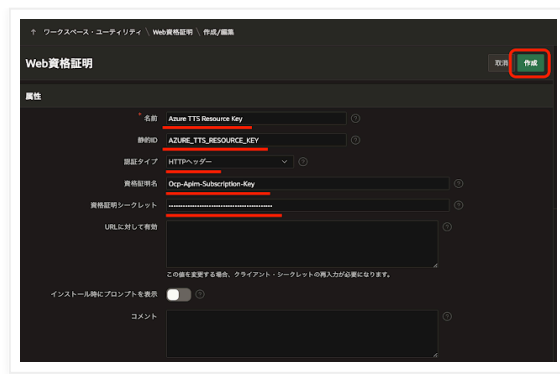 ↑ ワークスペース・ユーティリティ \ Web資格証明 \ 作成/編集
Web資格証明
取消
作成
属性
* 名前 Azure TTS Resource Key
静的ID AZURE_TTS_RESOURCE_KEY
認証タイプ HTTPヘッダー
資格証明名 Ocp-Apim-Subscription-Key
資格証明シークレット
URLに対して有効
この値を変更する場合、クライアント・シークレットの再入力が必要になります。
インストール時にプロンプトを表示
コメント